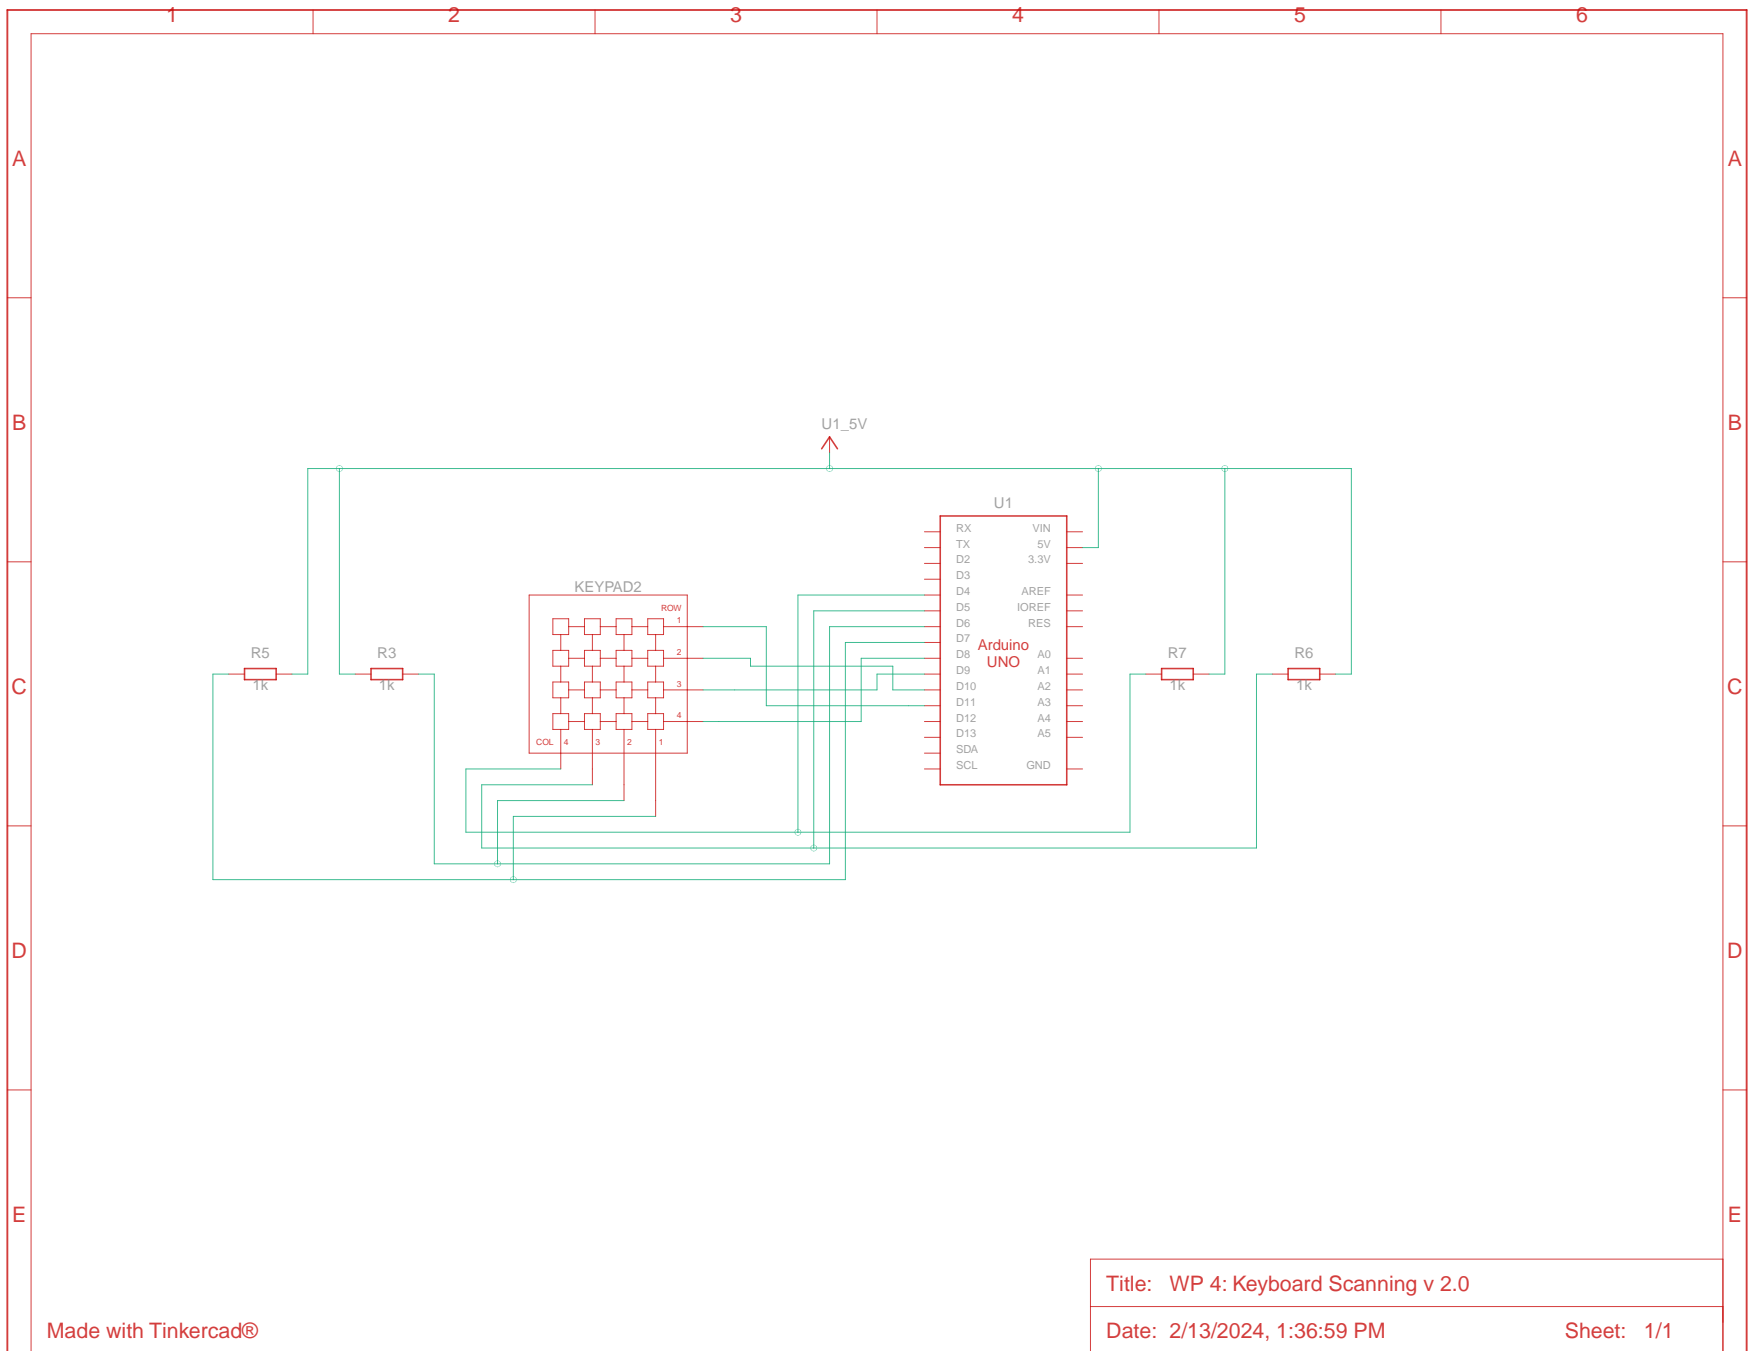 1 2 3 4 5 6
A A
B B
U1_5V
U1
RX VIN
TX 5V
D2 3.3V
D3
D4 AREF
D5 IOREF
D6 RES
D7
D8 A0
D9 A1
D10 A2
D11 A3
D12 A4
D13 A5
SDA
SCL GND
Arduino
UNO
KEYPAD2
ROW
1
2
3
4
COL 4 3 2 1
R5
1k
R3
1k
R7
1k
R6
1k
C C
D D
E E
Title: WP 4: Keyboard Scanning v 2.0
Made with Tinkercad®
Date: 2/13/2024, 1:36:59 PM Sheet: 1/1